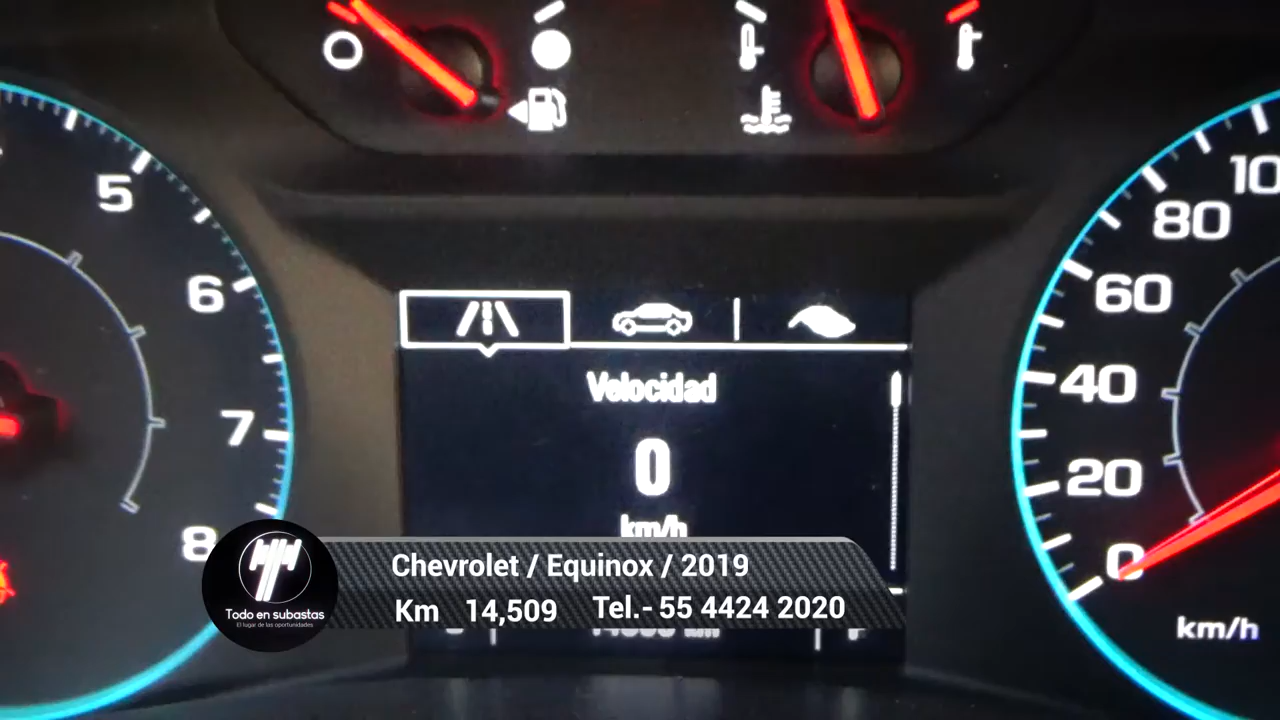 5
6
7
8
10
80
60
40
20
0
km/h
Velocidad
0
km/h
Chevrolet / Equinox / 2019
Km 14,509 Tel.- 55 4424 2020
Todo en subastas
El lugar de las oportunidades